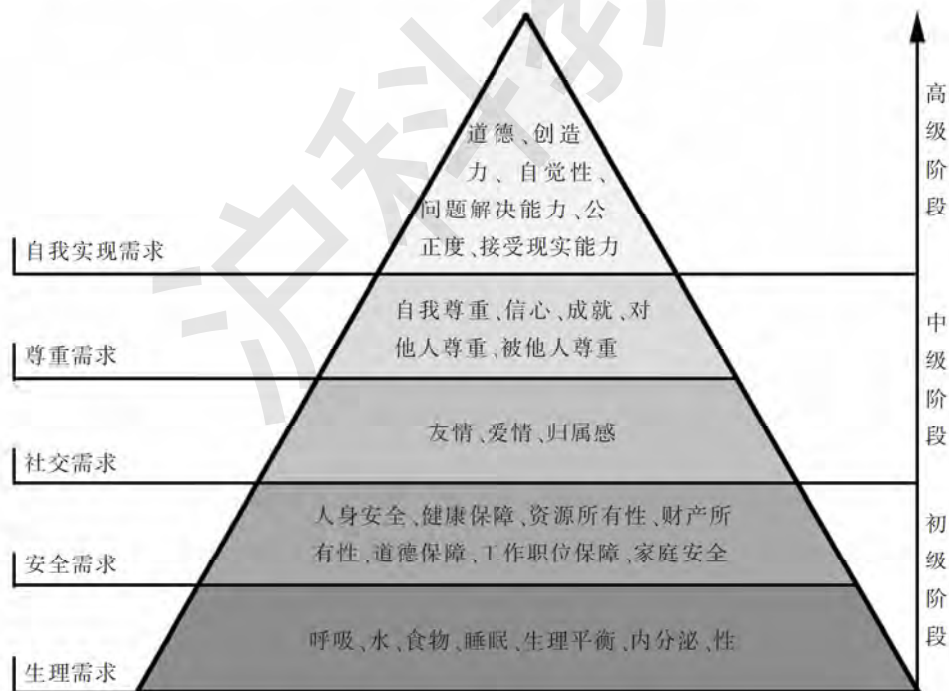 道德、创造
力、自觉性、
问题解决能力、公
正度、接受现实能力
自我实现需求
高级阶段
自我尊重、信心、成就、对
他人尊重、被他人尊重
尊重需求
中级阶段
友情、爱情、归属感
社交需求
人身安全、健康保障、资源所有性、财产所
有性、道德保障、工作职位保障、家庭安全
安全需求
初级阶段
呼吸、水、食物、睡眠、生理平衡、内分泌、性
生理需求
沪科教